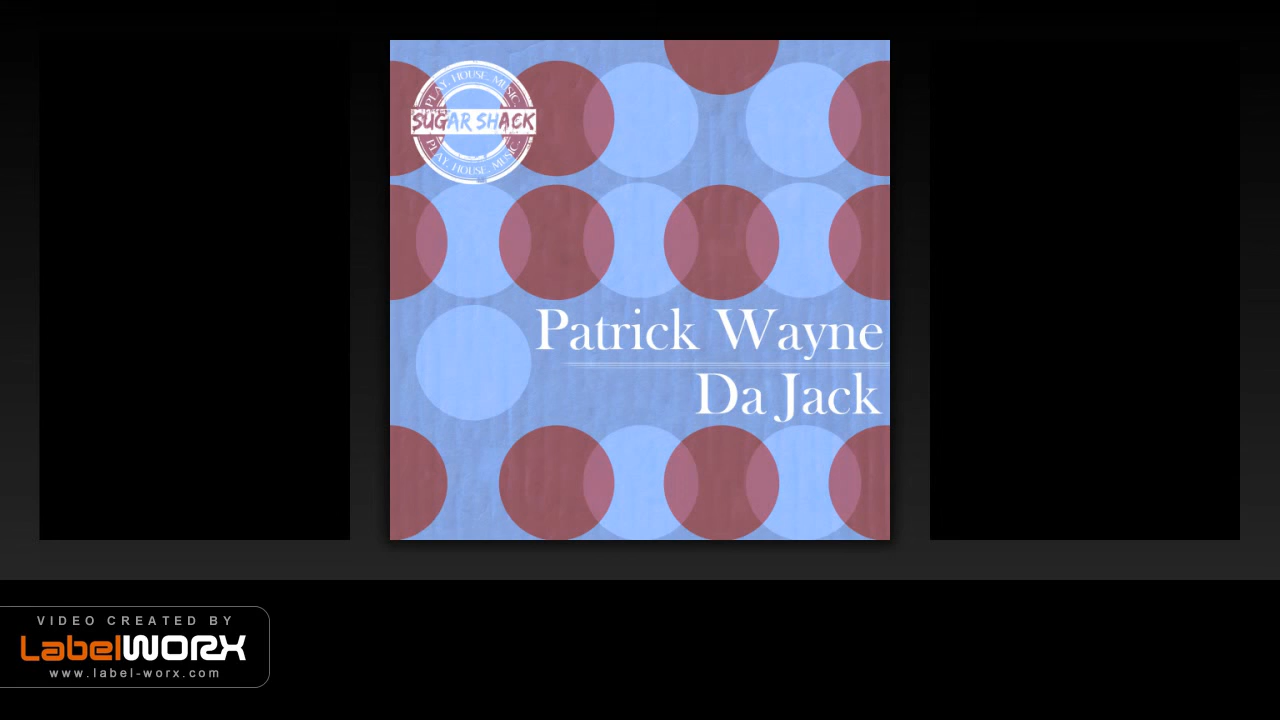 PLAY. HOUSE. MUSIC.
SUGAR SHACK
PLAY. HOUSE. MUSIC.
Patrick Wayne
Da Jack
VIDEO CREATED BY
LabelWORX
www.label-worx.com